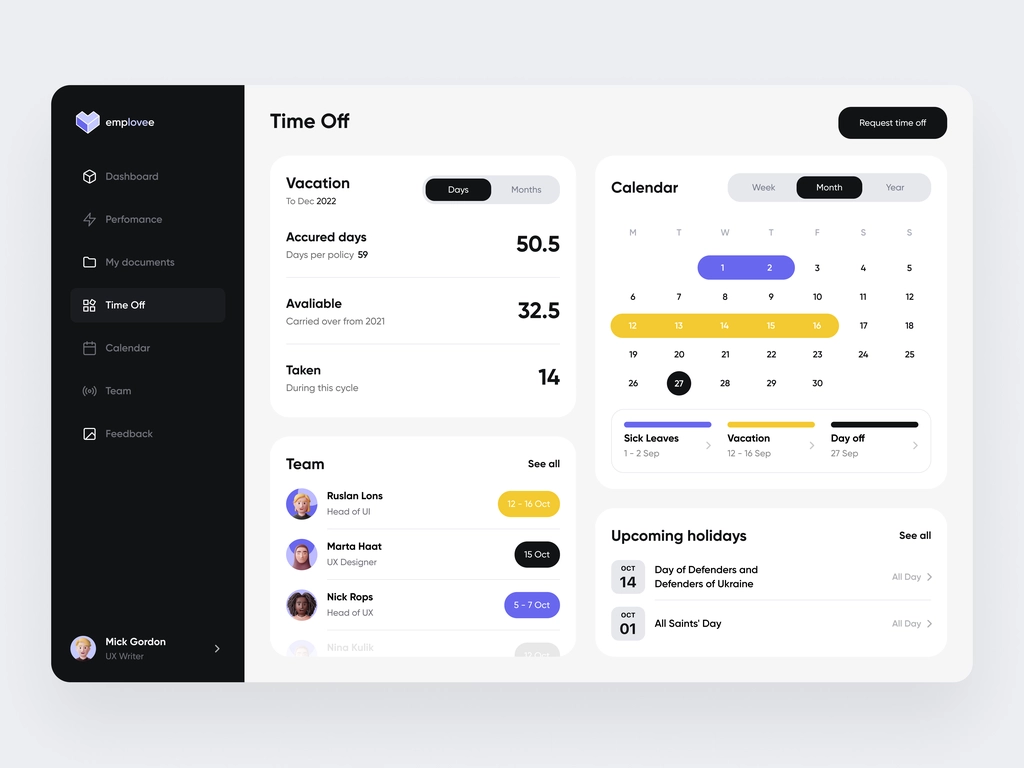 emplovee
Dashboard
Perfomance
My documents
Time Off
Calendar
Team
Feedback
Mick Gordon
UX Writer
Time Off
Request time off
Vacation
To Dec 2022
Days Months
Accured days
Days per policy 59
50.5
Avaliable
Carried over from 2021
32.5
Taken
During this cycle
14
Team
See all
Ruslan Lons
Head of UI
12 - 16 Oct
Marta Haat
UX Designer
15 Oct
Nick Rops
Head of UX
5 - 7 Oct
Nina Kulik
12 Oct
Calendar
Week Month Year
M T W T F S S
1 2 3 4 5
6 7 8 9 10 11 12
12 13 14 15 16 17 18
19 20 21 22 23 24 25
26 27 28 29 30
Sick Leaves
1 - 2 Sep
Vacation
12 - 16 Sep
Day off
27 Sep
Upcoming holidays
See all
OCT
14
Day of Defenders and
Defenders of Ukraine
All Day
OCT
01
All Saints' Day
All Day